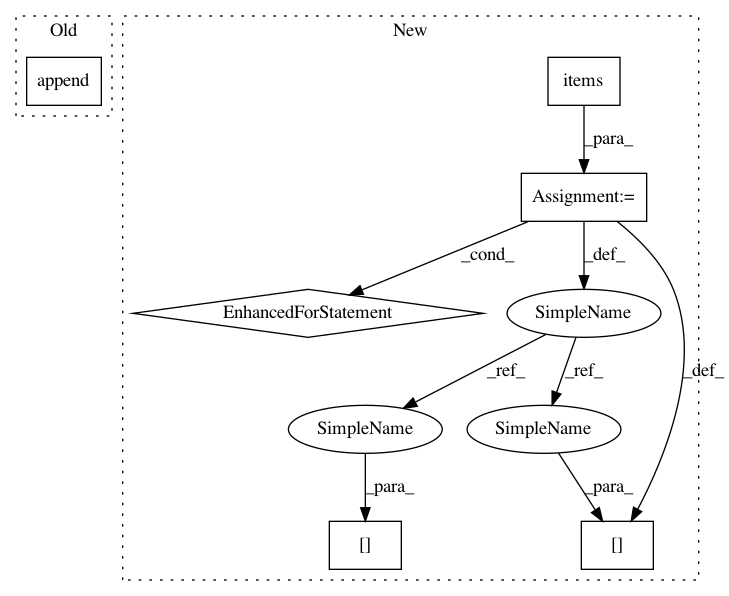 Old
New
append
items
_para_
Assignment:=
_cond_
_def_
EnhancedForStatement
SimpleName
_ref_
_ref_
_def_
SimpleName
SimpleName
_para_
_para_
[]
[]